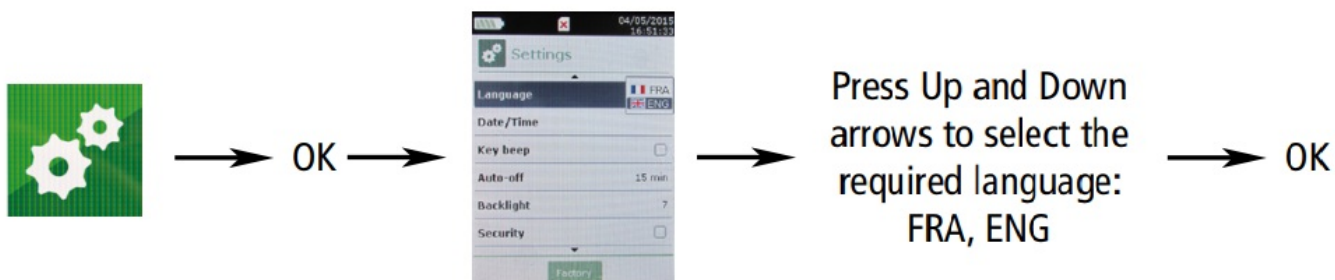 OK
04/05/2015
16:51:33
Settings
Language
FRA
ENG
Date/Time
Key beep
Auto-off 15 min
Backlight 7
Security
Factory
Press Up and Down
arrows to select the
required language:
FRA, ENG
OK